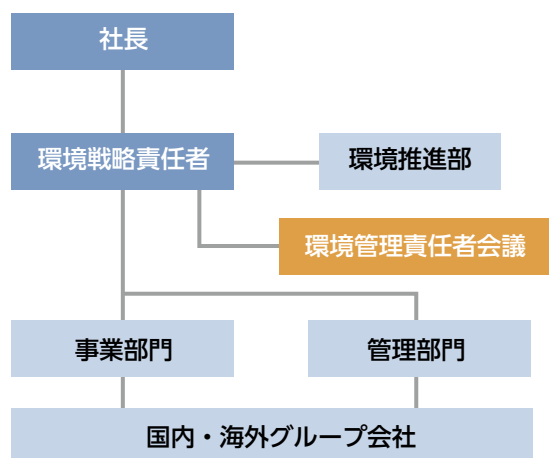 社長
環境戦略責任者
環境推進部
環境管理責任者会議
事業部門
管理部門
国内・海外グループ会社